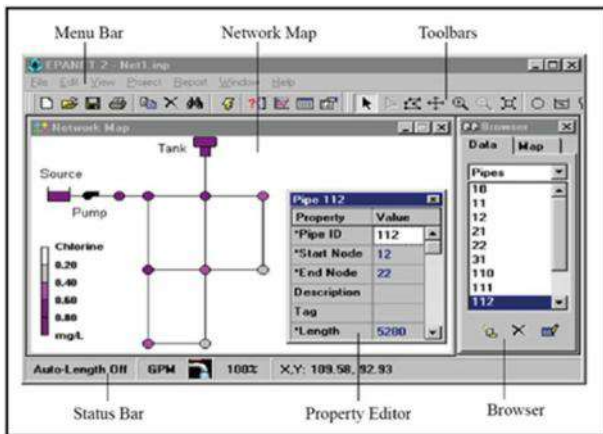 Menu Bar Network Map Toolbars
EPANET 2 - Net1.inp
File Edit View Project Report Window Help
Network Map
Browser
Data Map
Tank
Source
Pump
Pipes
10
11
12
21
22
31
110
111
112
Pipe 112
Property Value
*Pipe ID 112
*Start Node 12
*End Node 22
Description
Tag
*Length 5280
Chlorine
0.20
0.40
0.60
0.80
mg/L
Auto-Length Off GPM 100% X,Y: 109.58, 92.93
Status Bar Property Editor Browser